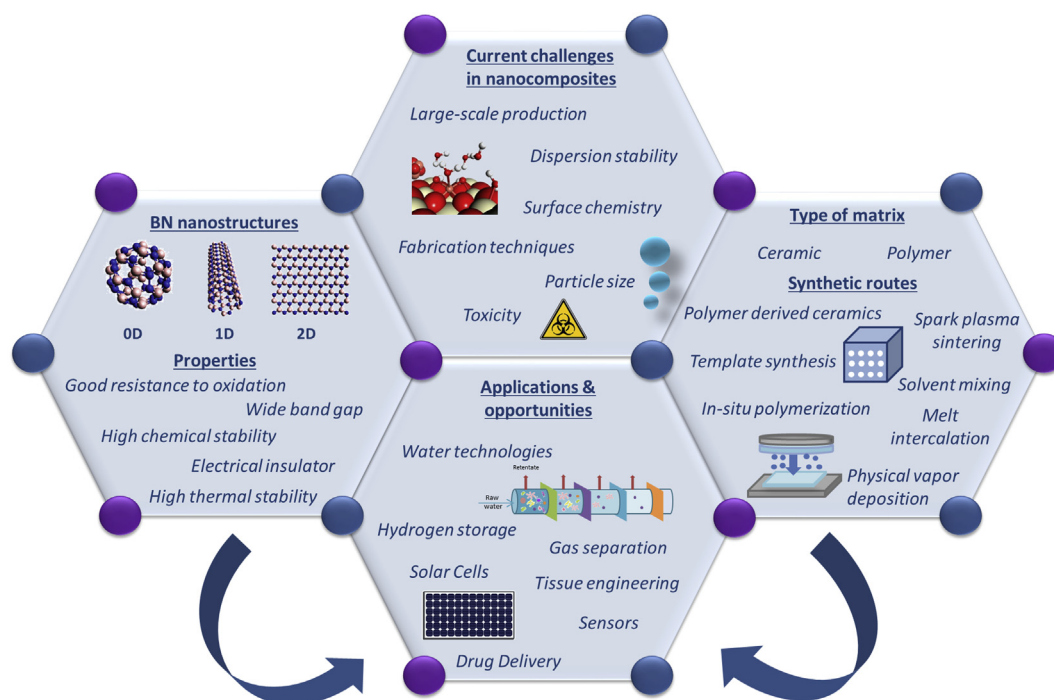 Current challenges
in nanocomposites
Large-scale production
Dispersion stability
Surface chemistry
Fabrication techniques
Particle size
Toxicity
BN nanostructures
0D
1D
2D
Properties
Good resistance to oxidation
Wide band gap
High chemical stability
Electrical insulator
High thermal stability
Type of matrix
Ceramic
Polymer
Synthetic routes
Polymer derived ceramics
Spark plasma
sintering
Template synthesis
Solvent mixing
In-situ polymerization
Melt
intercalation
Physical vapor
deposition
Applications &
opportunities
Water technologies
Retentate
Raw
water
Hydrogen storage
Gas separation
Solar Cells
Tissue engineering
Sensors
Drug Delivery